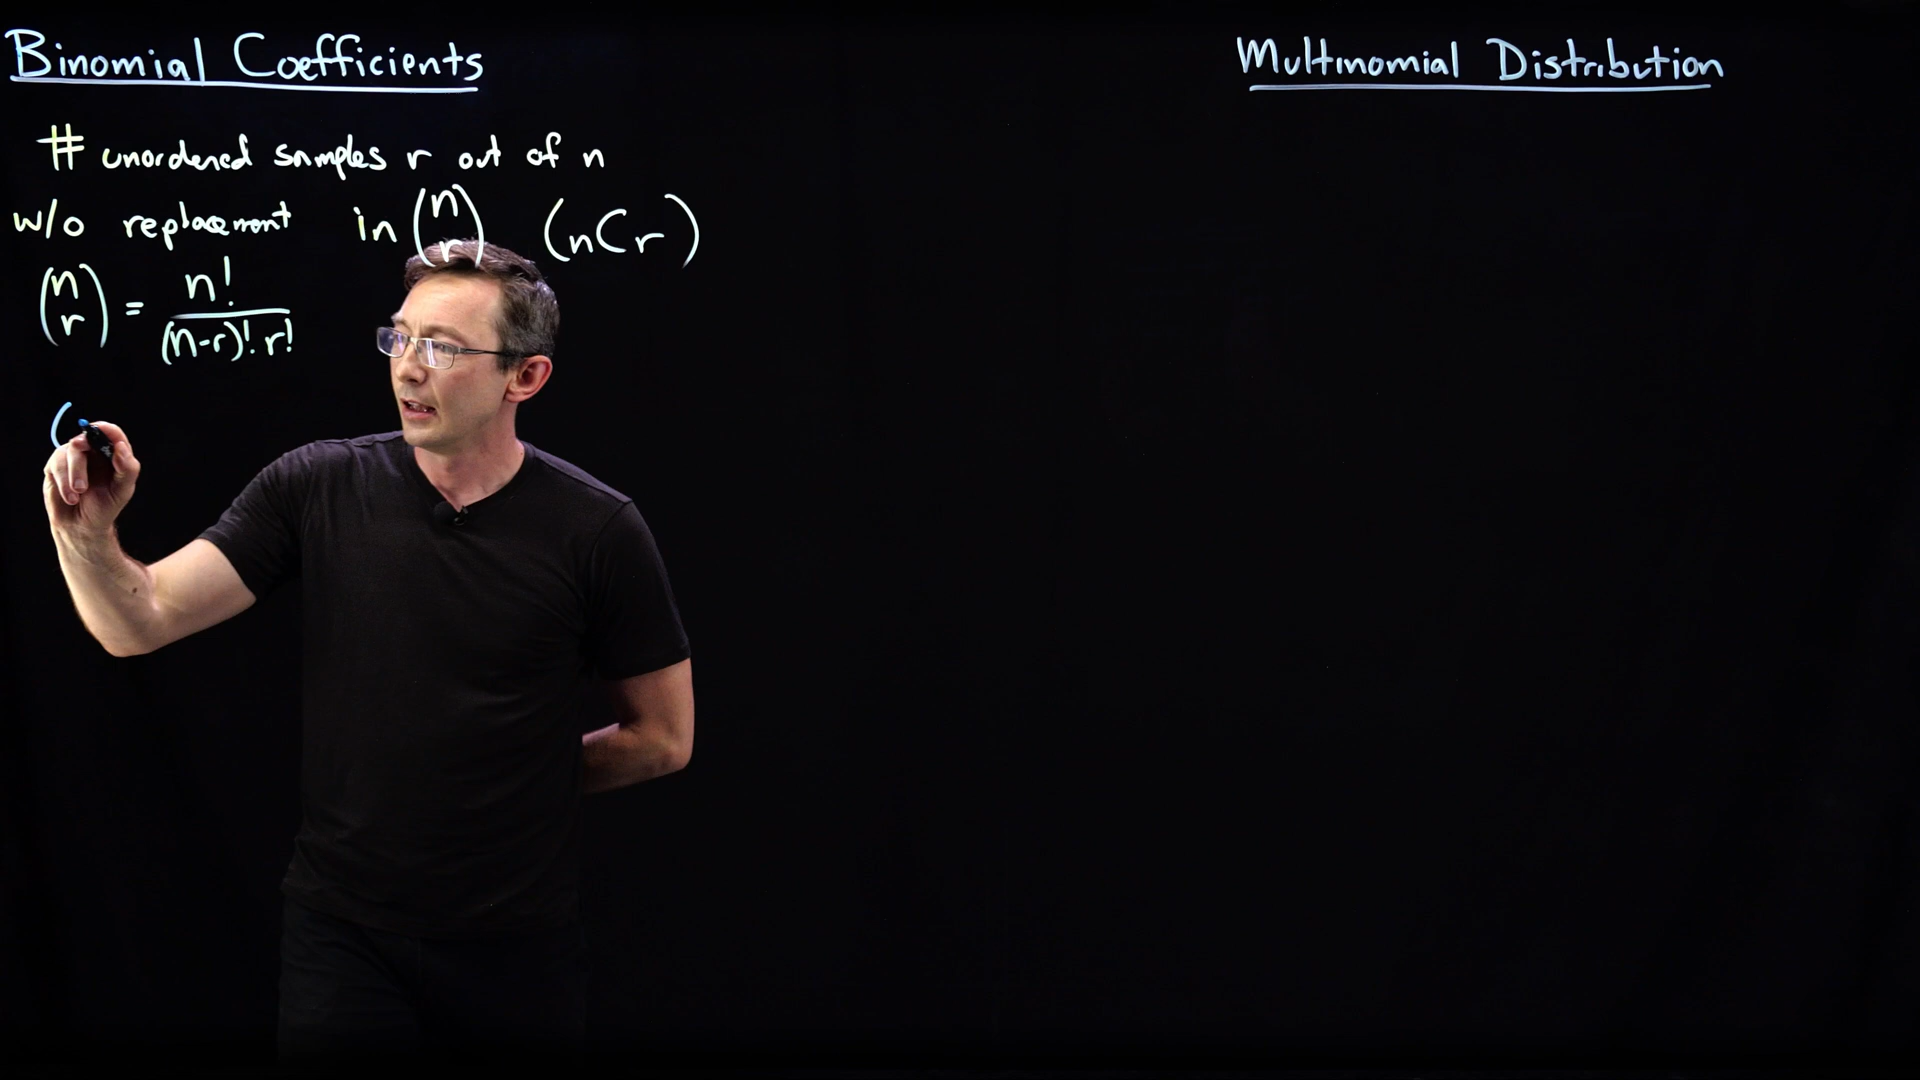 Binomial Coefficients
# unordered samples r out of n
w/o replacement in (n r) (nCr)
(n r) = n! / (n-r)! r!
(
Multinomial Distribution